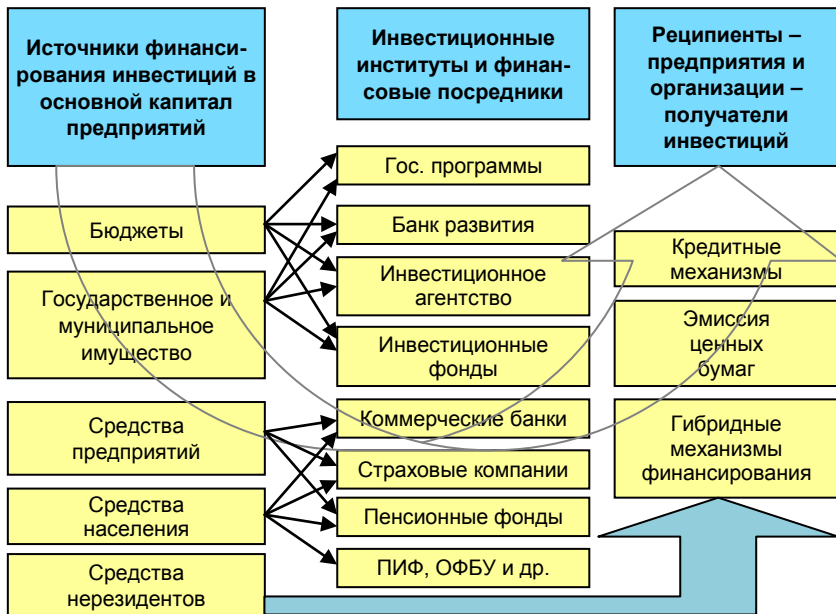 Источники финанси-
рования инвестиций в
основной капитал
предприятий
Бюджеты
Государственное и
муниципальное
имущество
Средства
предприятий
Средства
населения
Средства
нерезидентов
Инвестиционные
институты и финан-
совые посредники
Гос. программы
Банк развития
Инвестиционное
агентство
Инвестиционные
фонды
Коммерческие банки
Страховые компании
Пенсионные фонды
ПИФ, ОФБУ и др.
Реципиенты –
предприятия и
организации –
получатели
инвестиций
Кредитные
механизмы
Эмиссия
ценных
бумаг
Гибридные
механизмы
финансирования